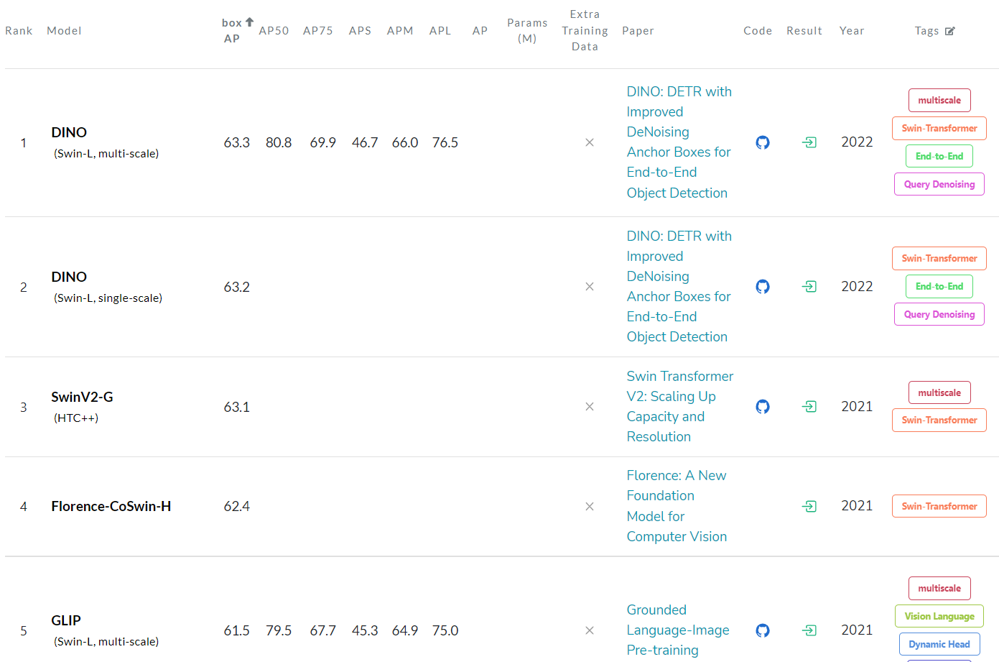 Rank Model box AP AP50 AP75 APS APM APL AP Params (M) Extra Training Data Paper Code Result Year Tags
1 DINO (Swin-L, multi-scale) 63.3 80.8 69.9 46.7 66.0 76.5
DINO: DETR with
Improved
DeNoising
Anchor Boxes for
End-to-End
Object Detection
2022
multiscale
Swin-Transformer
End-to-End
Query Denoising
2 DINO (Swin-L, single-scale) 63.2
DINO: DETR with
Improved
DeNoising
Anchor Boxes for
End-to-End
Object Detection
2022
Swin-Transformer
End-to-End
Query Denoising
3 SwinV2-G (HTC++) 63.1
Swin Transformer
V2: Scaling Up
Capacity and
Resolution
2021
multiscale
Swin-Transformer
4 Florence-CoSwin-H 62.4
Florence: A New
Foundation
Model for
Computer Vision
2021
Swin-Transformer
5 GLIP (Swin-L, multi-scale) 61.5 79.5 67.7 45.3 64.9 75.0
Grounded
Language-Image
Pre-training
2021
multiscale
Vision Language
Dynamic Head